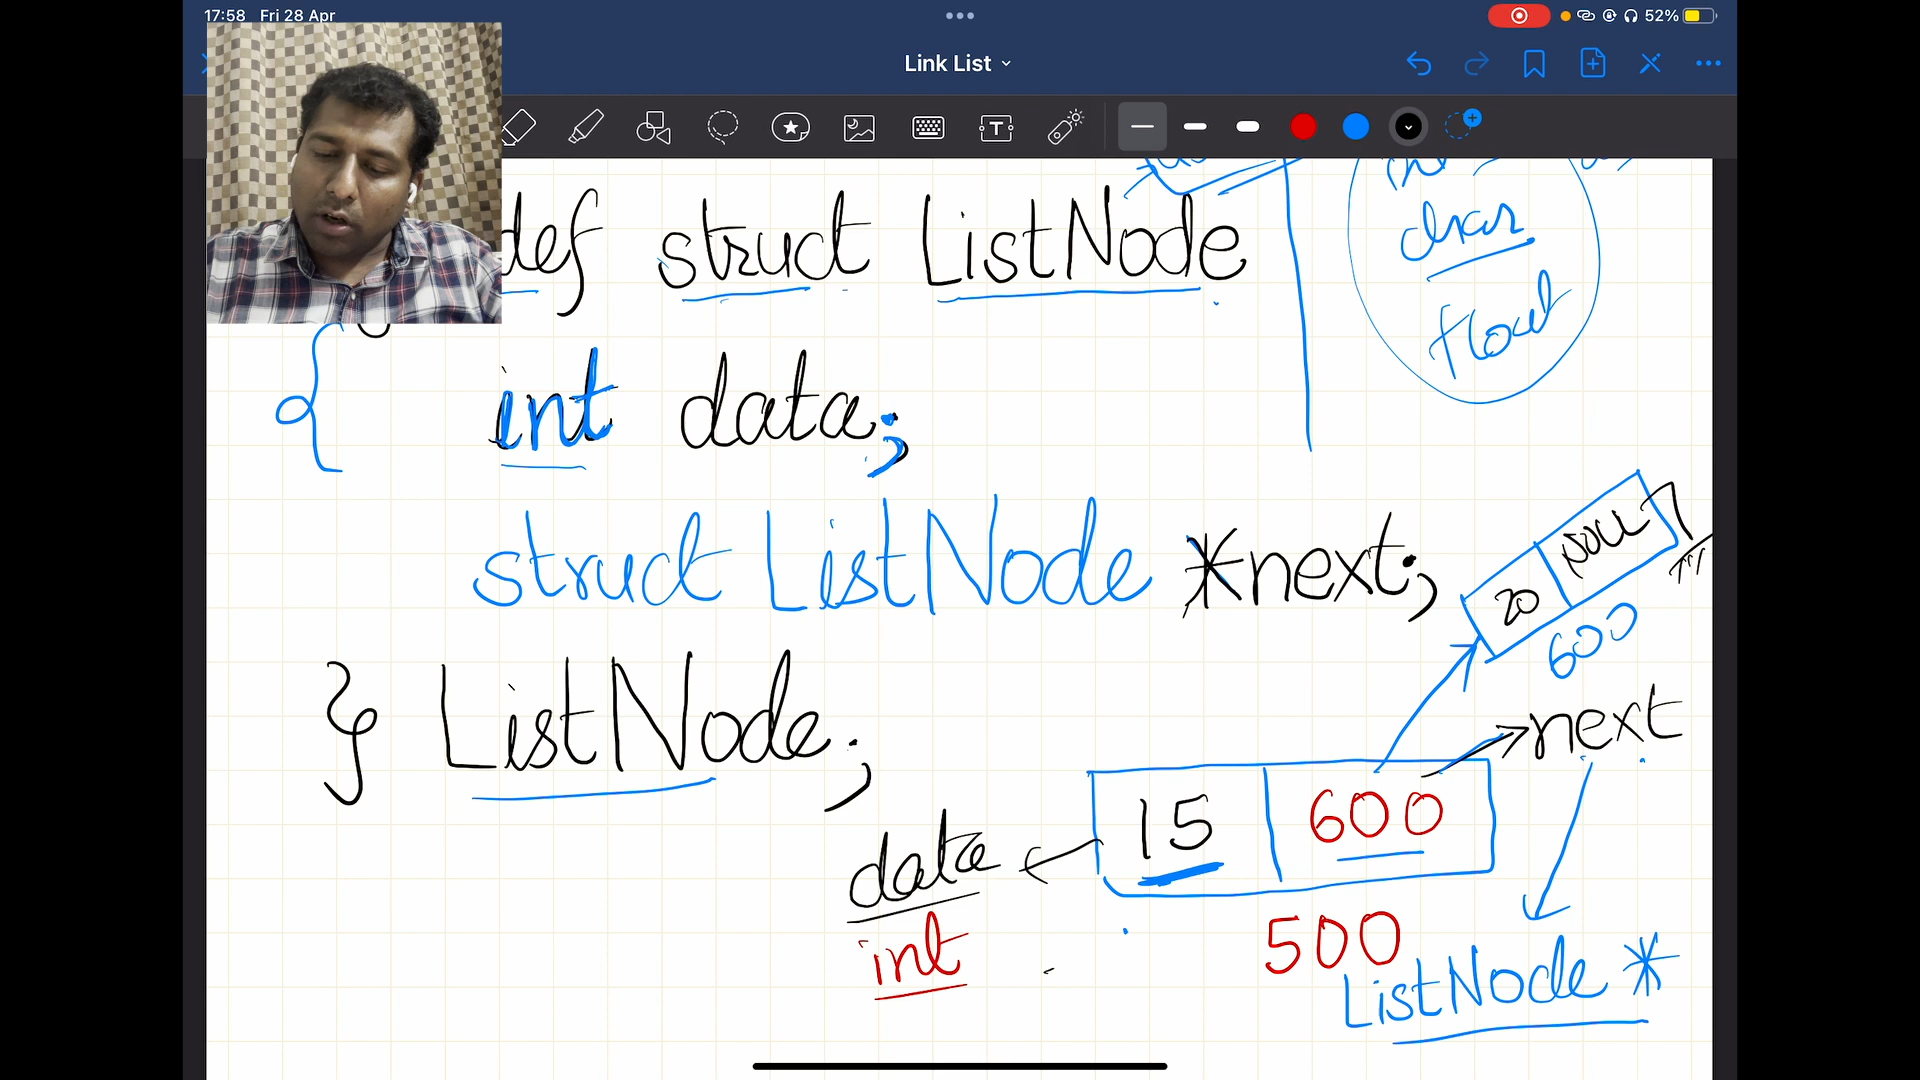 17:58 Fri 28 Apr
52%
Link List
T
def struct ListNode
char
float
{
int data;
struct ListNode *next;
20 NULL
600
} ListNode;
next
15 600
data
int
500
ListNode *